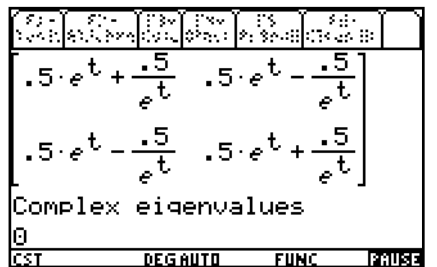 .5·e^t + .5/e^t .5·e^t - .5/e^t
.5·e^t - .5/e^t .5·e^t + .5/e^t
Complex eigenvalues
0
CST DEG AUTO FUNC PAUSE